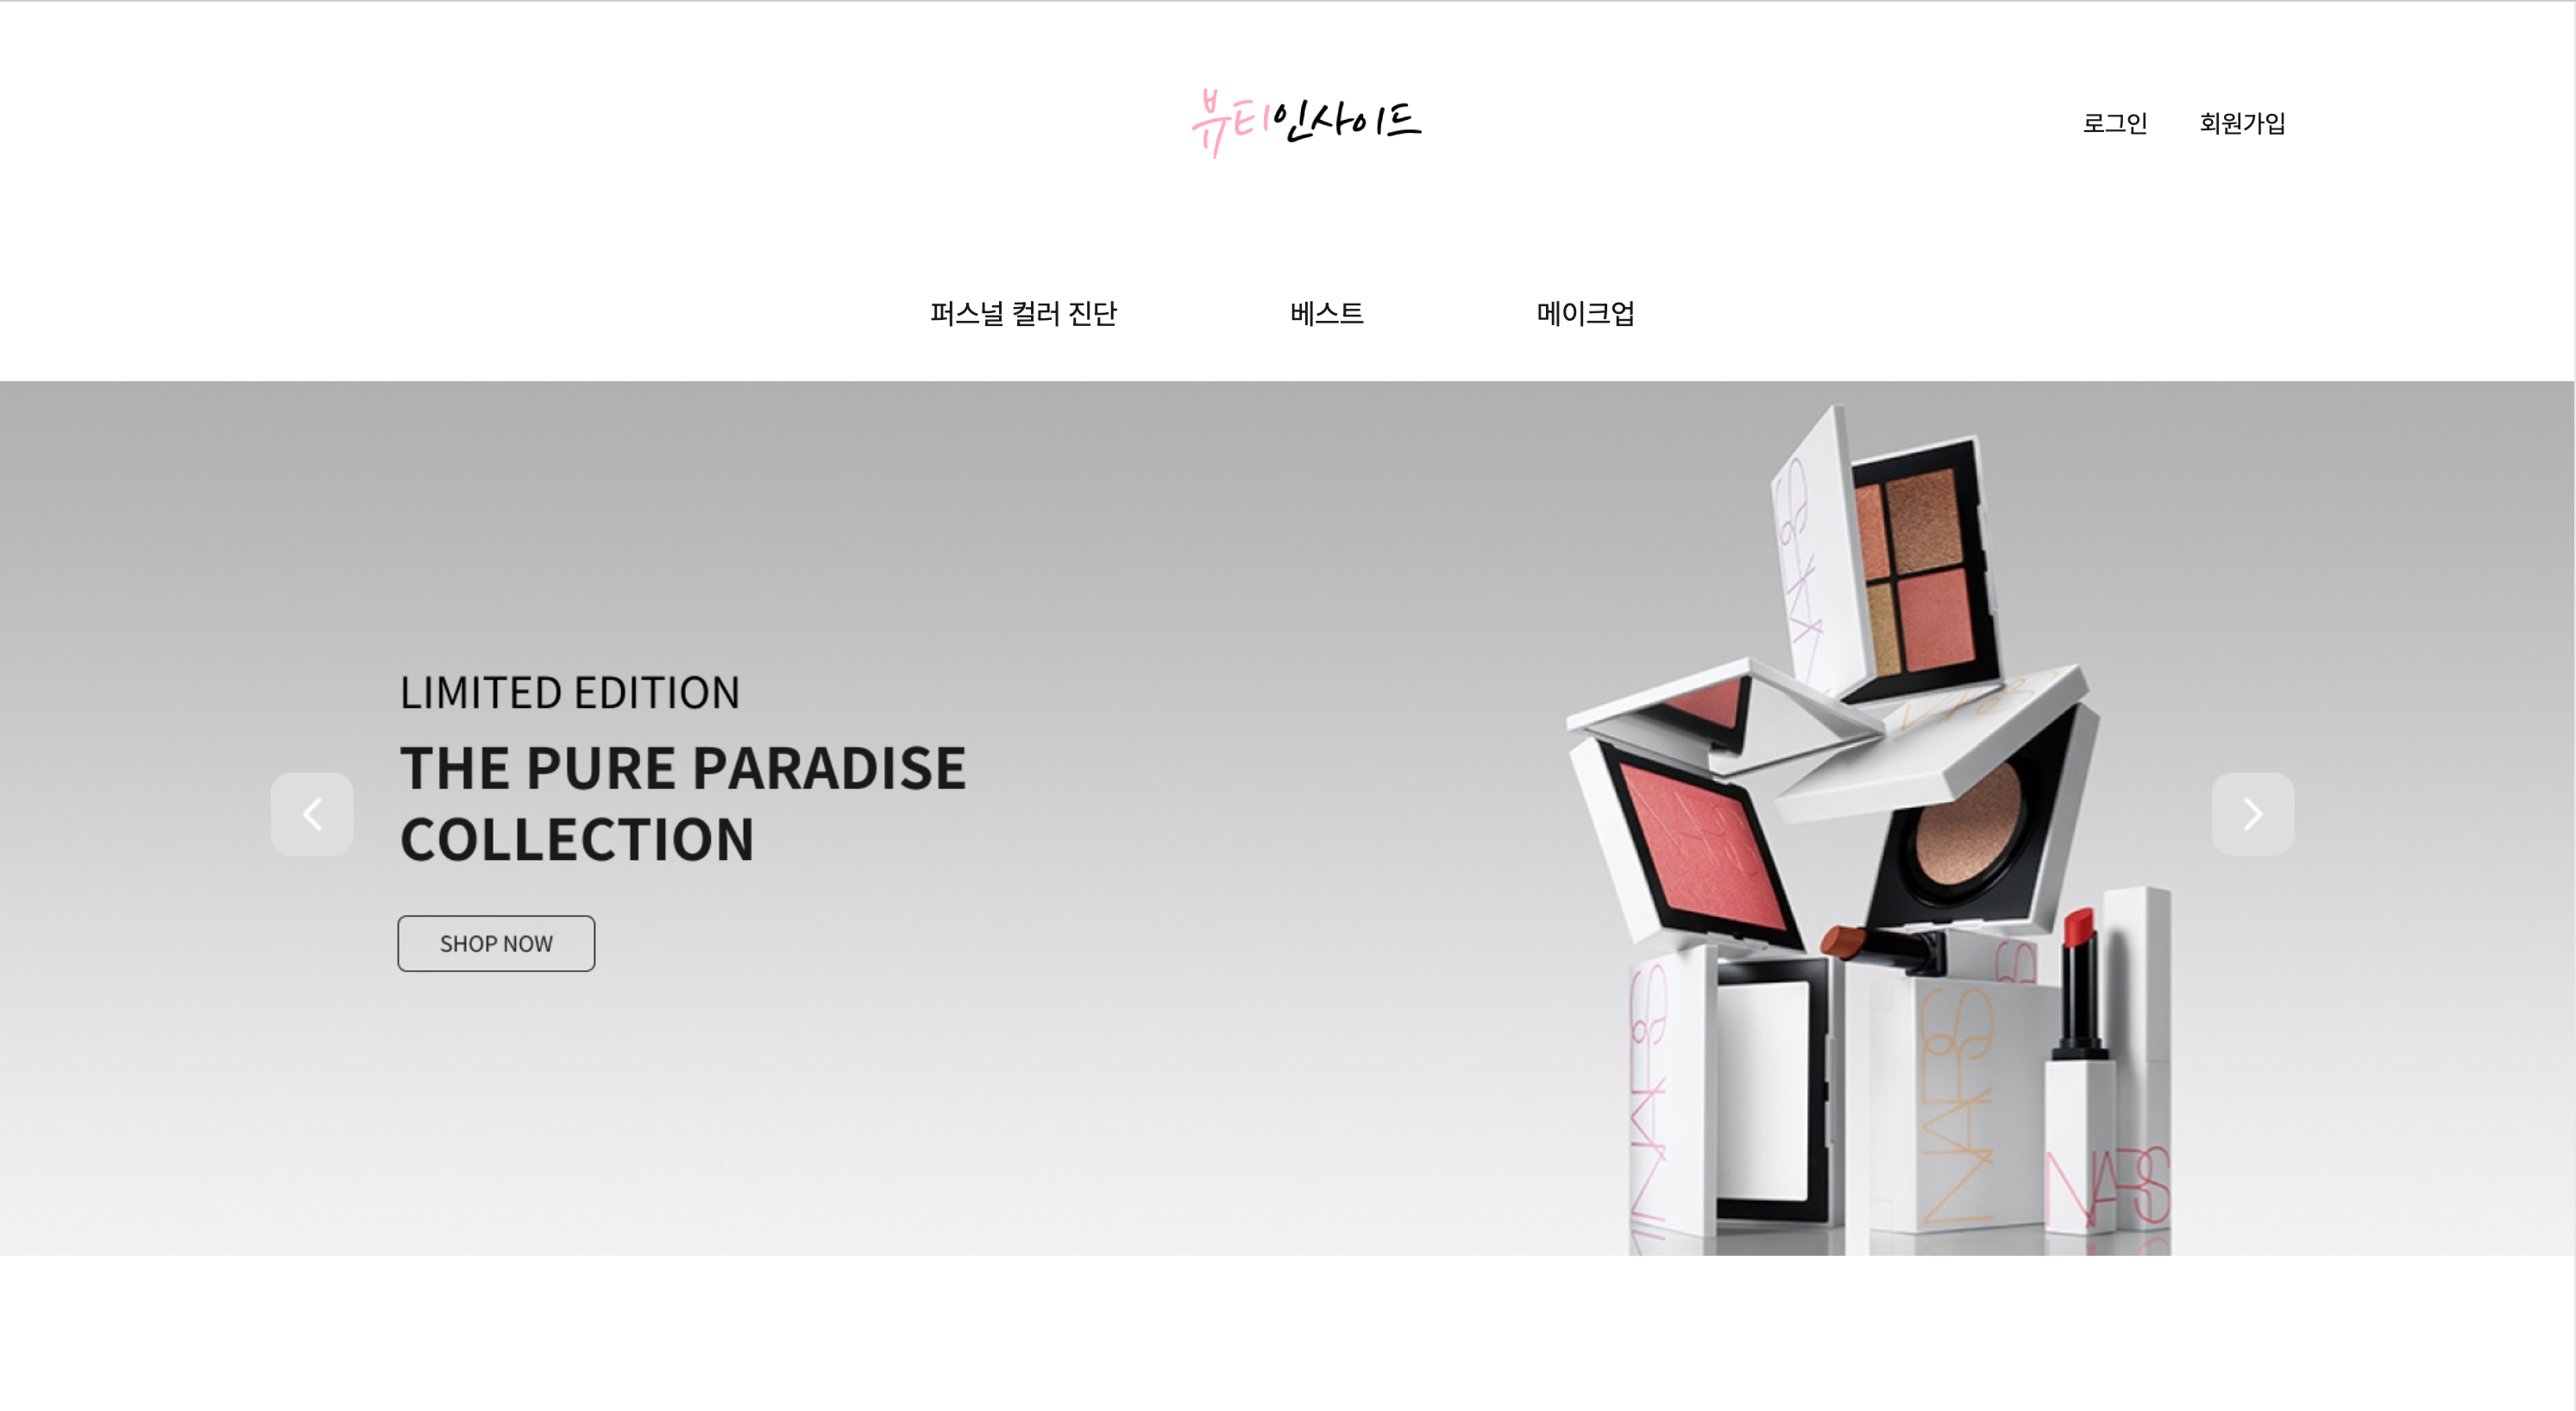 뷰티인사이드
로그인 회원가입
퍼스널 컬러 진단 베스트 메이크업
LIMITED EDITION
THE PURE PARADISE
COLLECTION
SHOP NOW
NARS
NARS
NARS
NARS
NARS